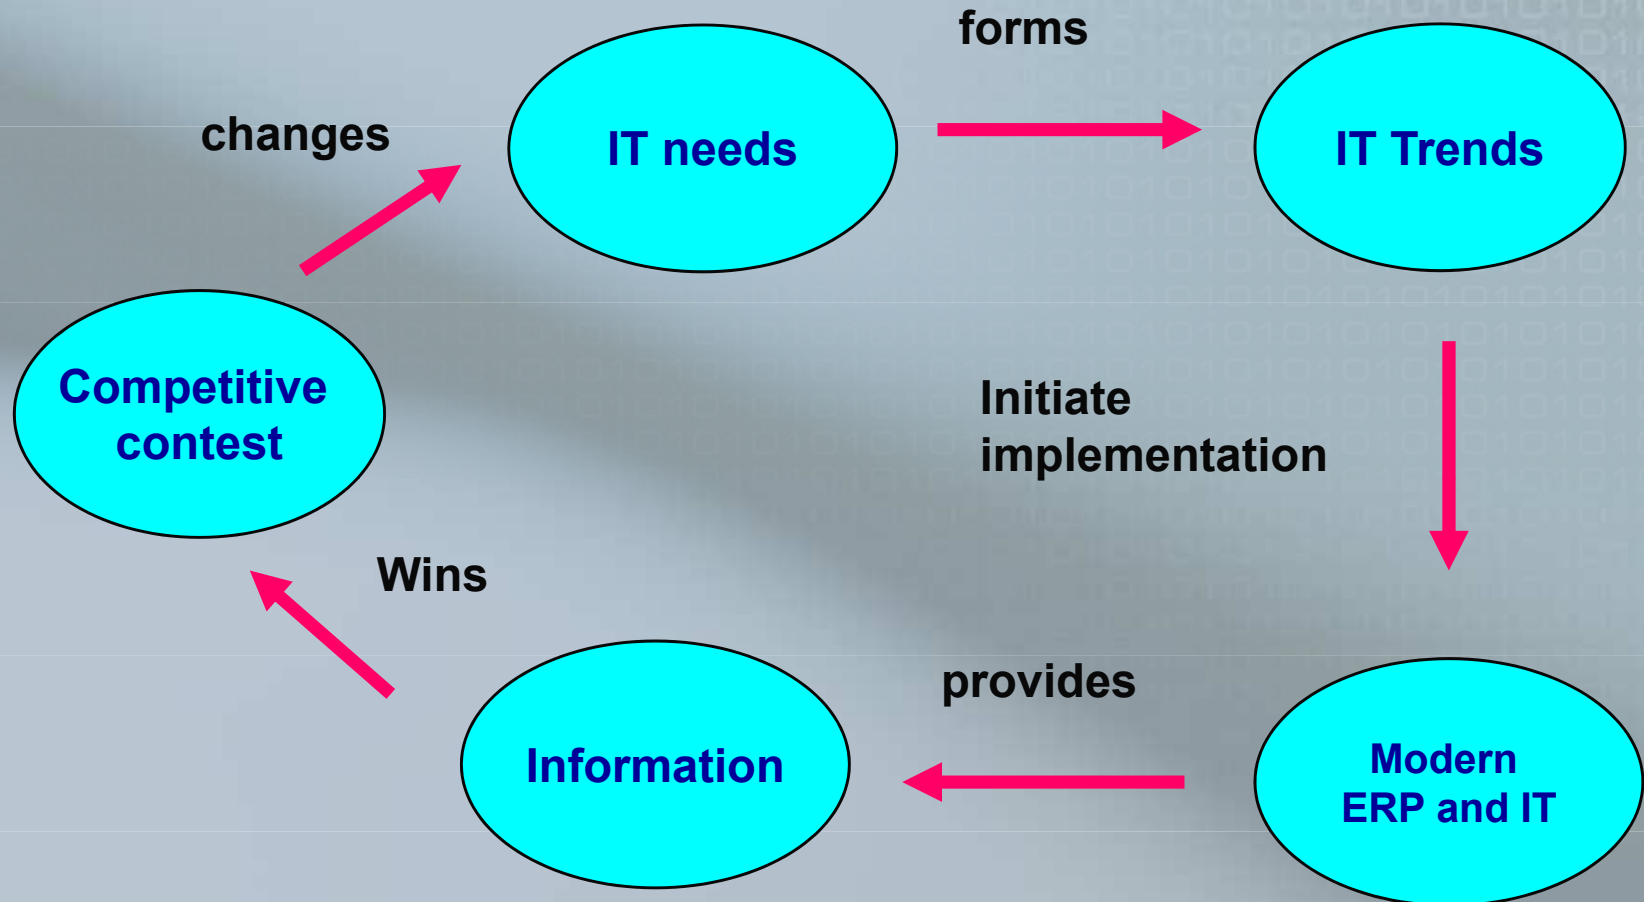 forms
changes
IT needs
IT Trends
Competitive
contest
Initiate
implementation
Wins
provides
Information
Modern
ERP and IT